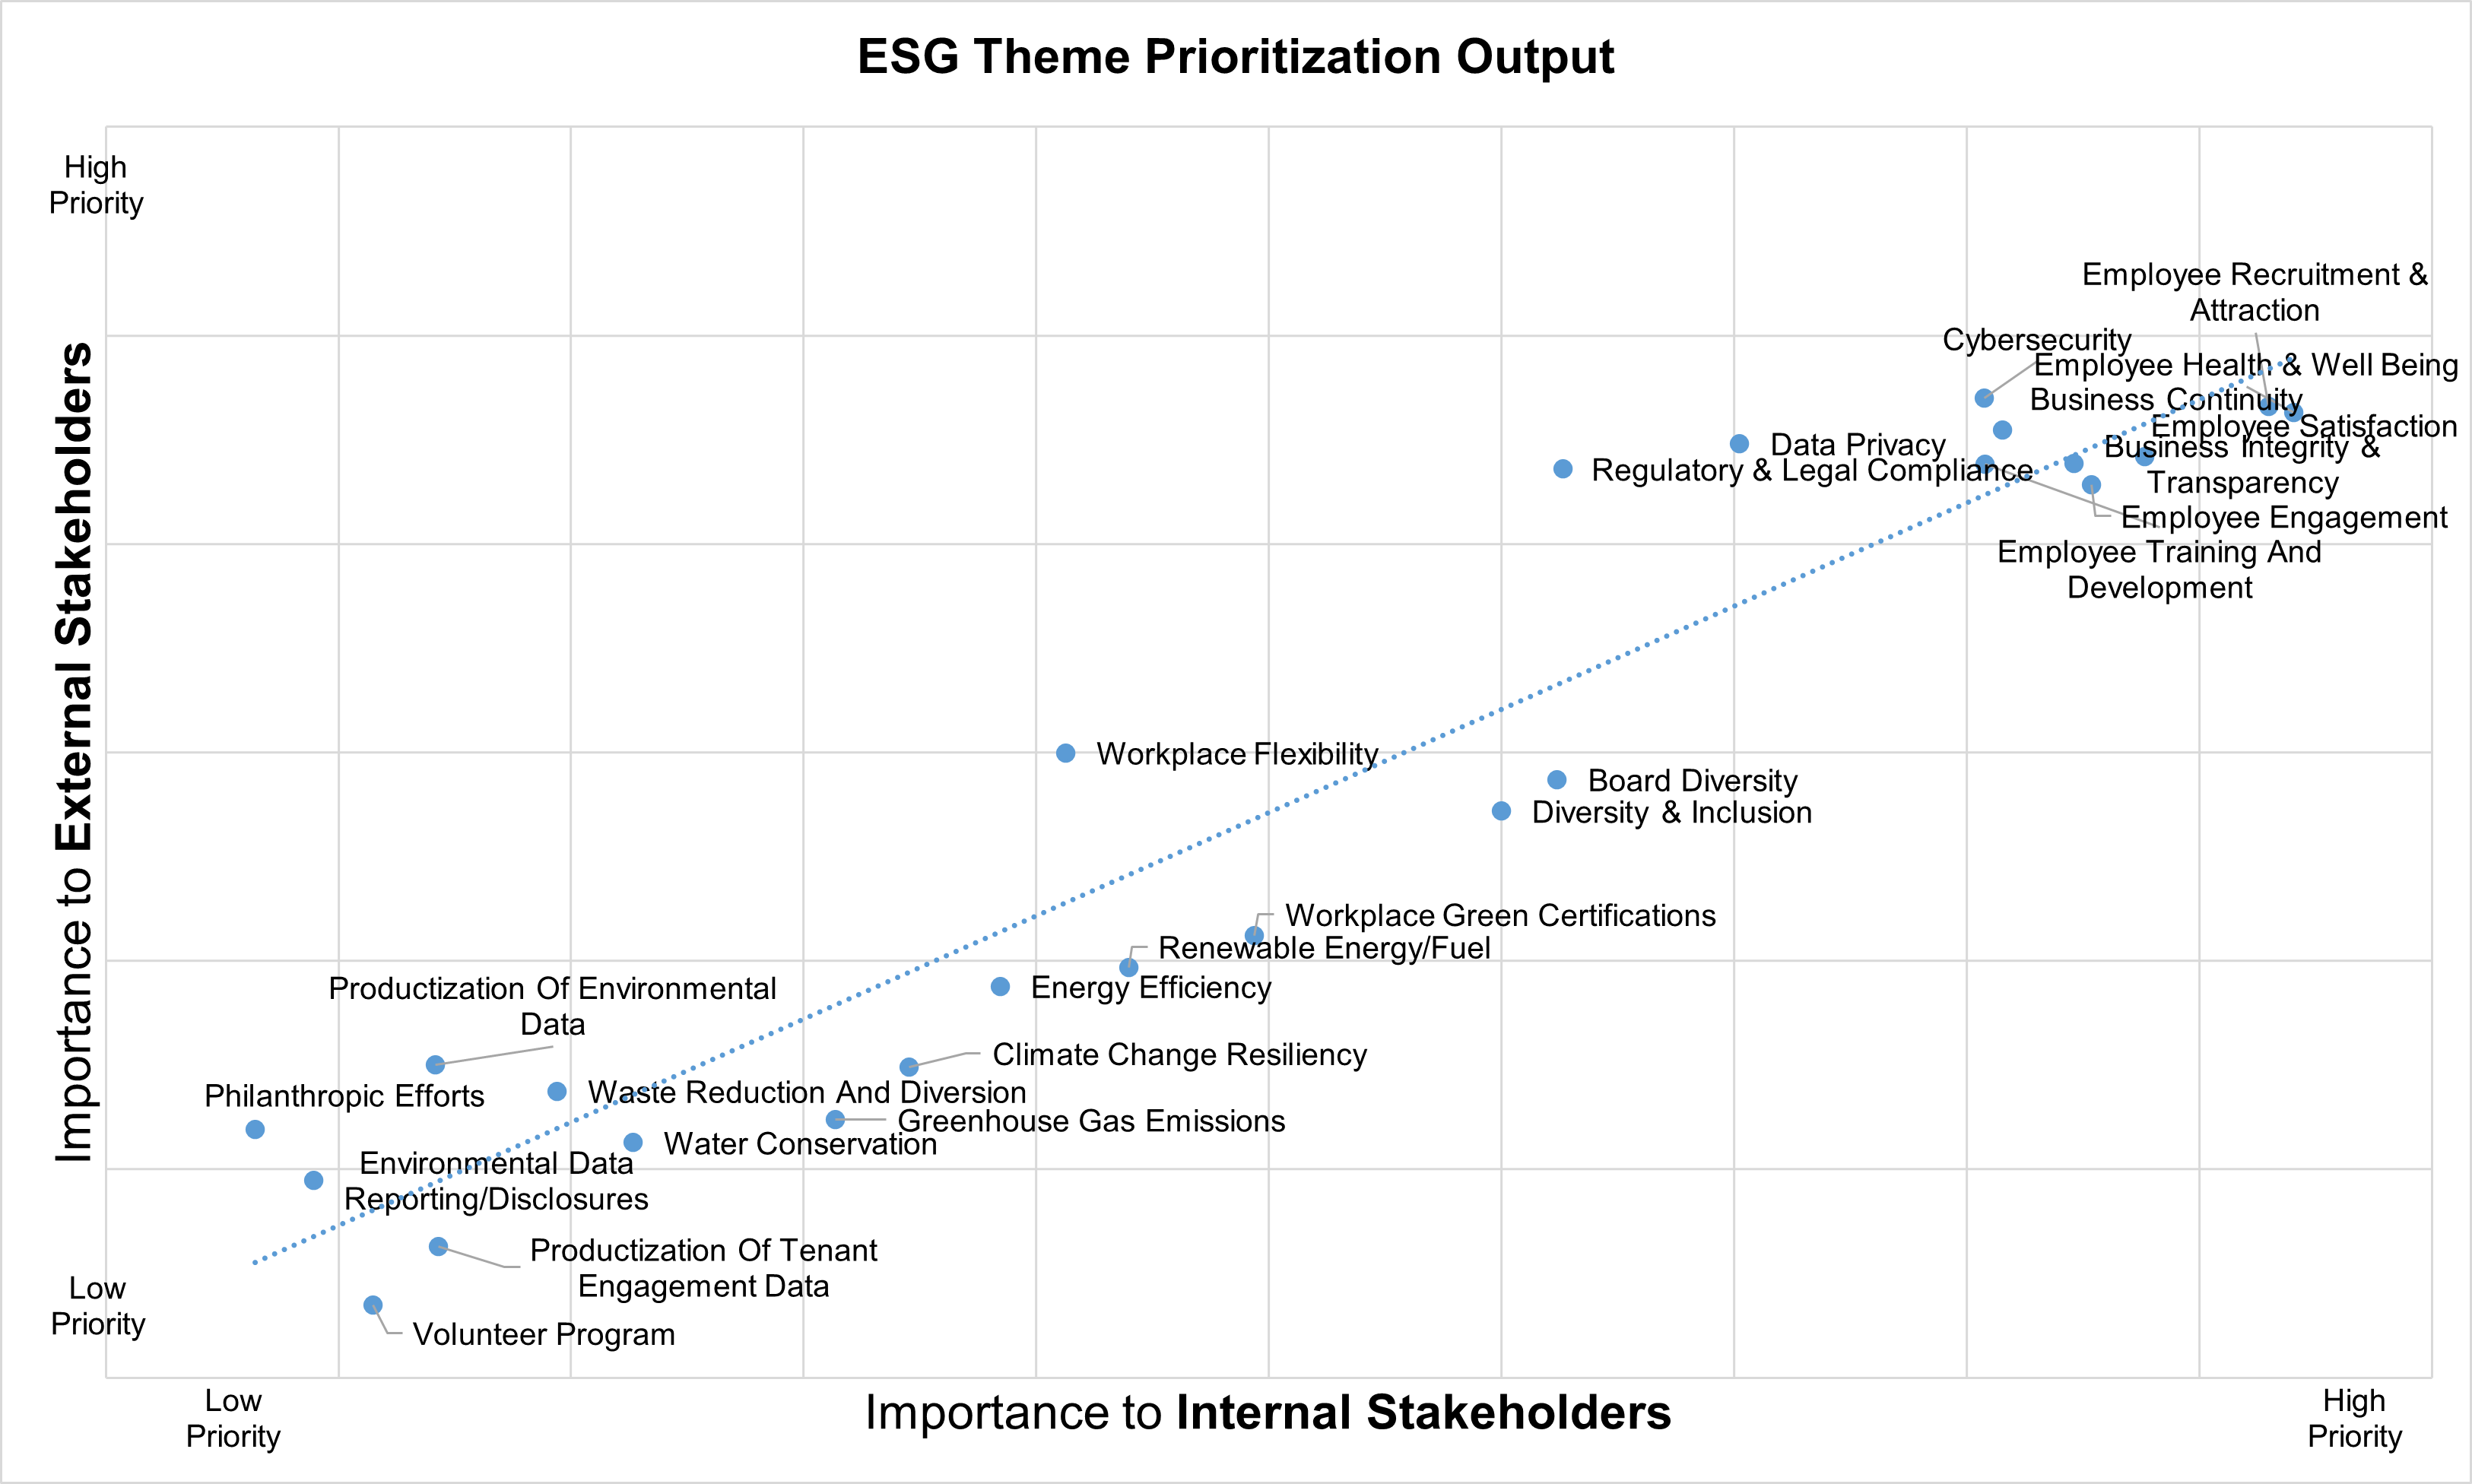 ESG Theme Prioritization Output
High
Priority
Employee Recruitment &
Attraction
Cybersecurity
Employee Health & Well Being
Business Continuity
Employee Satisfaction
Data Privacy
Business Integrity &
Transparency
Regulatory & Legal Compliance
Employee Engagement
Employee Training And
Development
Importance to External Stakeholders
Workplace Flexibility
Board Diversity
Diversity & Inclusion
Workplace Green Certifications
Renewable Energy/Fuel
Energy Efficiency
Productization Of Environmental
Data
Climate Change Resiliency
Philanthropic Efforts
Waste Reduction And Diversion
Greenhouse Gas Emissions
Water Conservation
Environmental Data
Reporting/Disclosures
Productization Of Tenant
Engagement Data
Low
Priority
Volunteer Program
Low
Priority
Importance to Internal Stakeholders
High
Priority